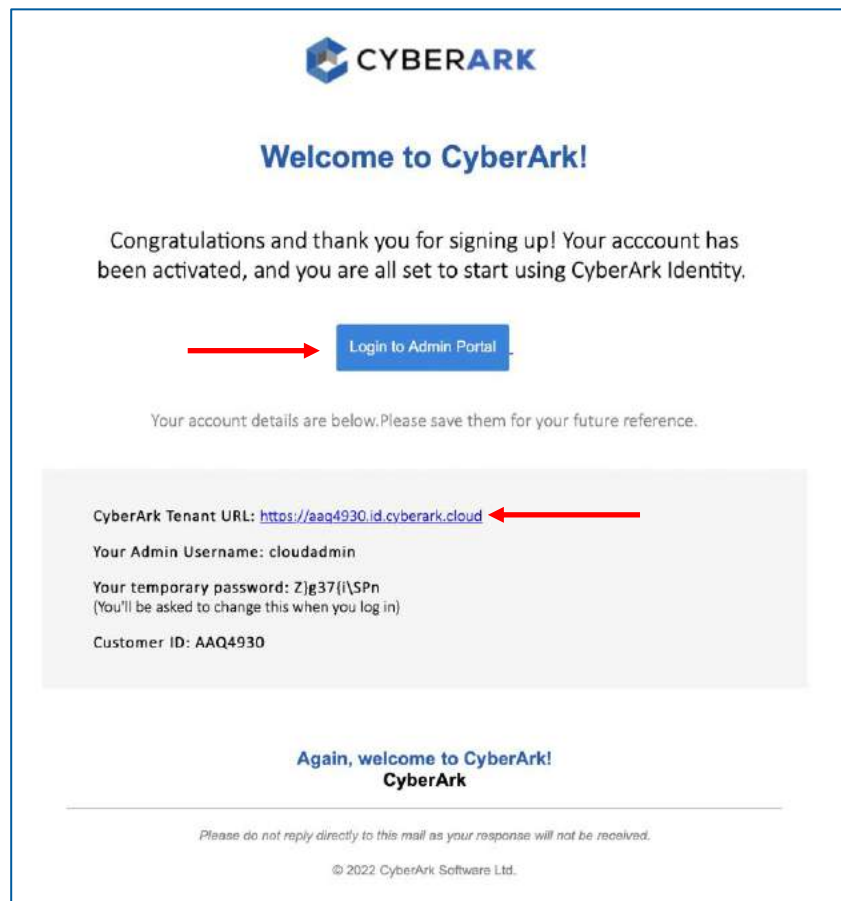 CYBERARK
Welcome to CyberArk!
Congratulations and thank you for signing up! Your acccount has
been activated, and you are all set to start using CyberArk Identity.
Login to Admin Portal
Your account details are below.Please save them for your future reference.
CyberArk Tenant URL: https://aaq4930.id.cyberark.cloud
Your Admin Username: cloudadmin
Your temporary password: Z}g37{i\SPn
(You'll be asked to change this when you log in)
Customer ID: AAQ4930
Again, welcome to CyberArk!
CyberArk
Please do not reply directly to this mail as your response will not be received.
© 2022 CyberArk Software Ltd.